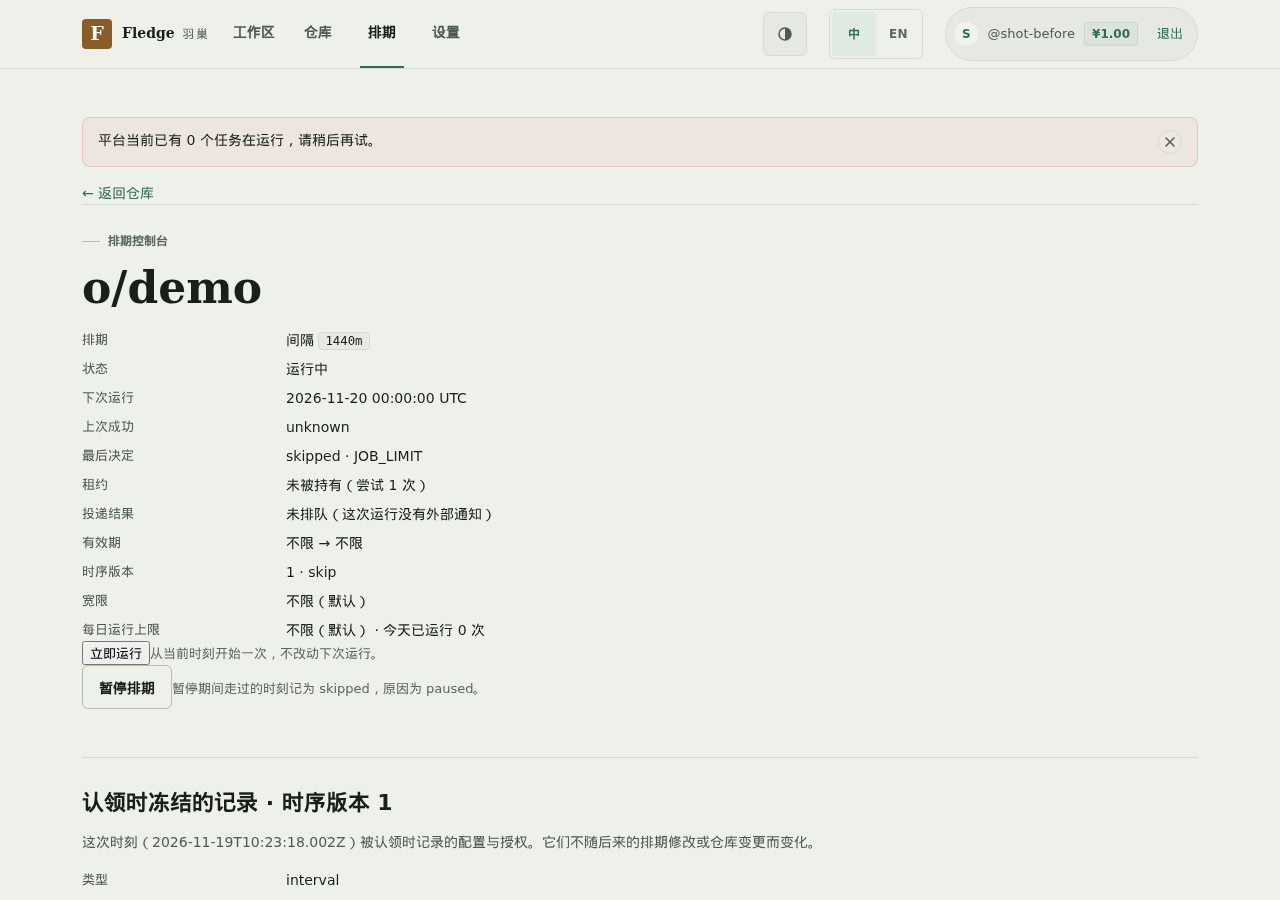 F Fledge 羽巢 工作区 仓库 排期 设置 中 EN S @shot-before ¥1.00 退出
平台当前已有 0 个任务在运行，请稍后再试。
← 返回仓库
排期控制台
o/demo
排期 间隔 1440m
状态 运行中
下次运行 2026-11-20 00:00:00 UTC
上次成功 unknown
最后决定 skipped · JOB_LIMIT
租约 未被持有（尝试 1 次）
投递结果 未排队（这次运行没有外部通知）
有效期 不限 → 不限
时序版本 1 · skip
宽限 不限（默认）
每日运行上限 不限（默认） · 今天已运行 0 次
立即运行 从当前时刻开始一次，不改动下次运行。
暂停排期 暂停期间走过的时刻记为 skipped，原因为 paused。
认领时冻结的记录 · 时序版本 1
这次时刻（2026-11-19T10:23:18.002Z）被认领时记录的配置与授权。它们不随后来的排期修改或仓库变更而变化。
类型 interval